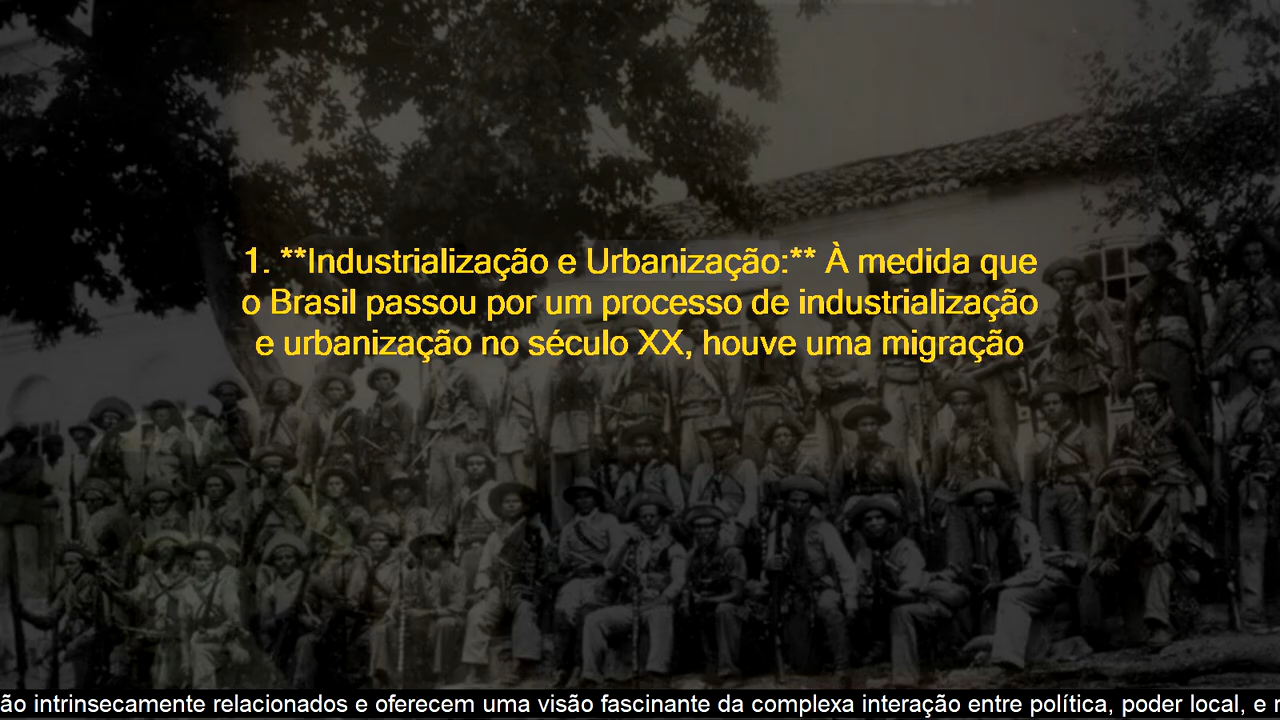 1. **Industrialização e Urbanização:** À medida que
o Brasil passou por um processo de industrialização
e urbanização no século XX, houve uma migração
ão intrinsecamente relacionados e oferecem uma visão fascinante da complexa interação entre política, poder local, e